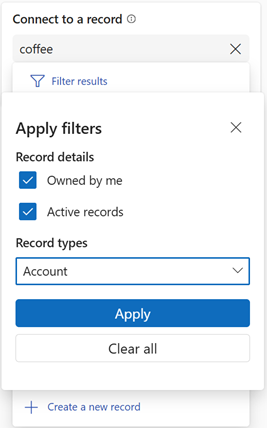 Connect to a record
coffee
Filter results
Apply filters
Record details
Owned by me
Active records
Record types
Account
Apply
Clear all
Create a new record